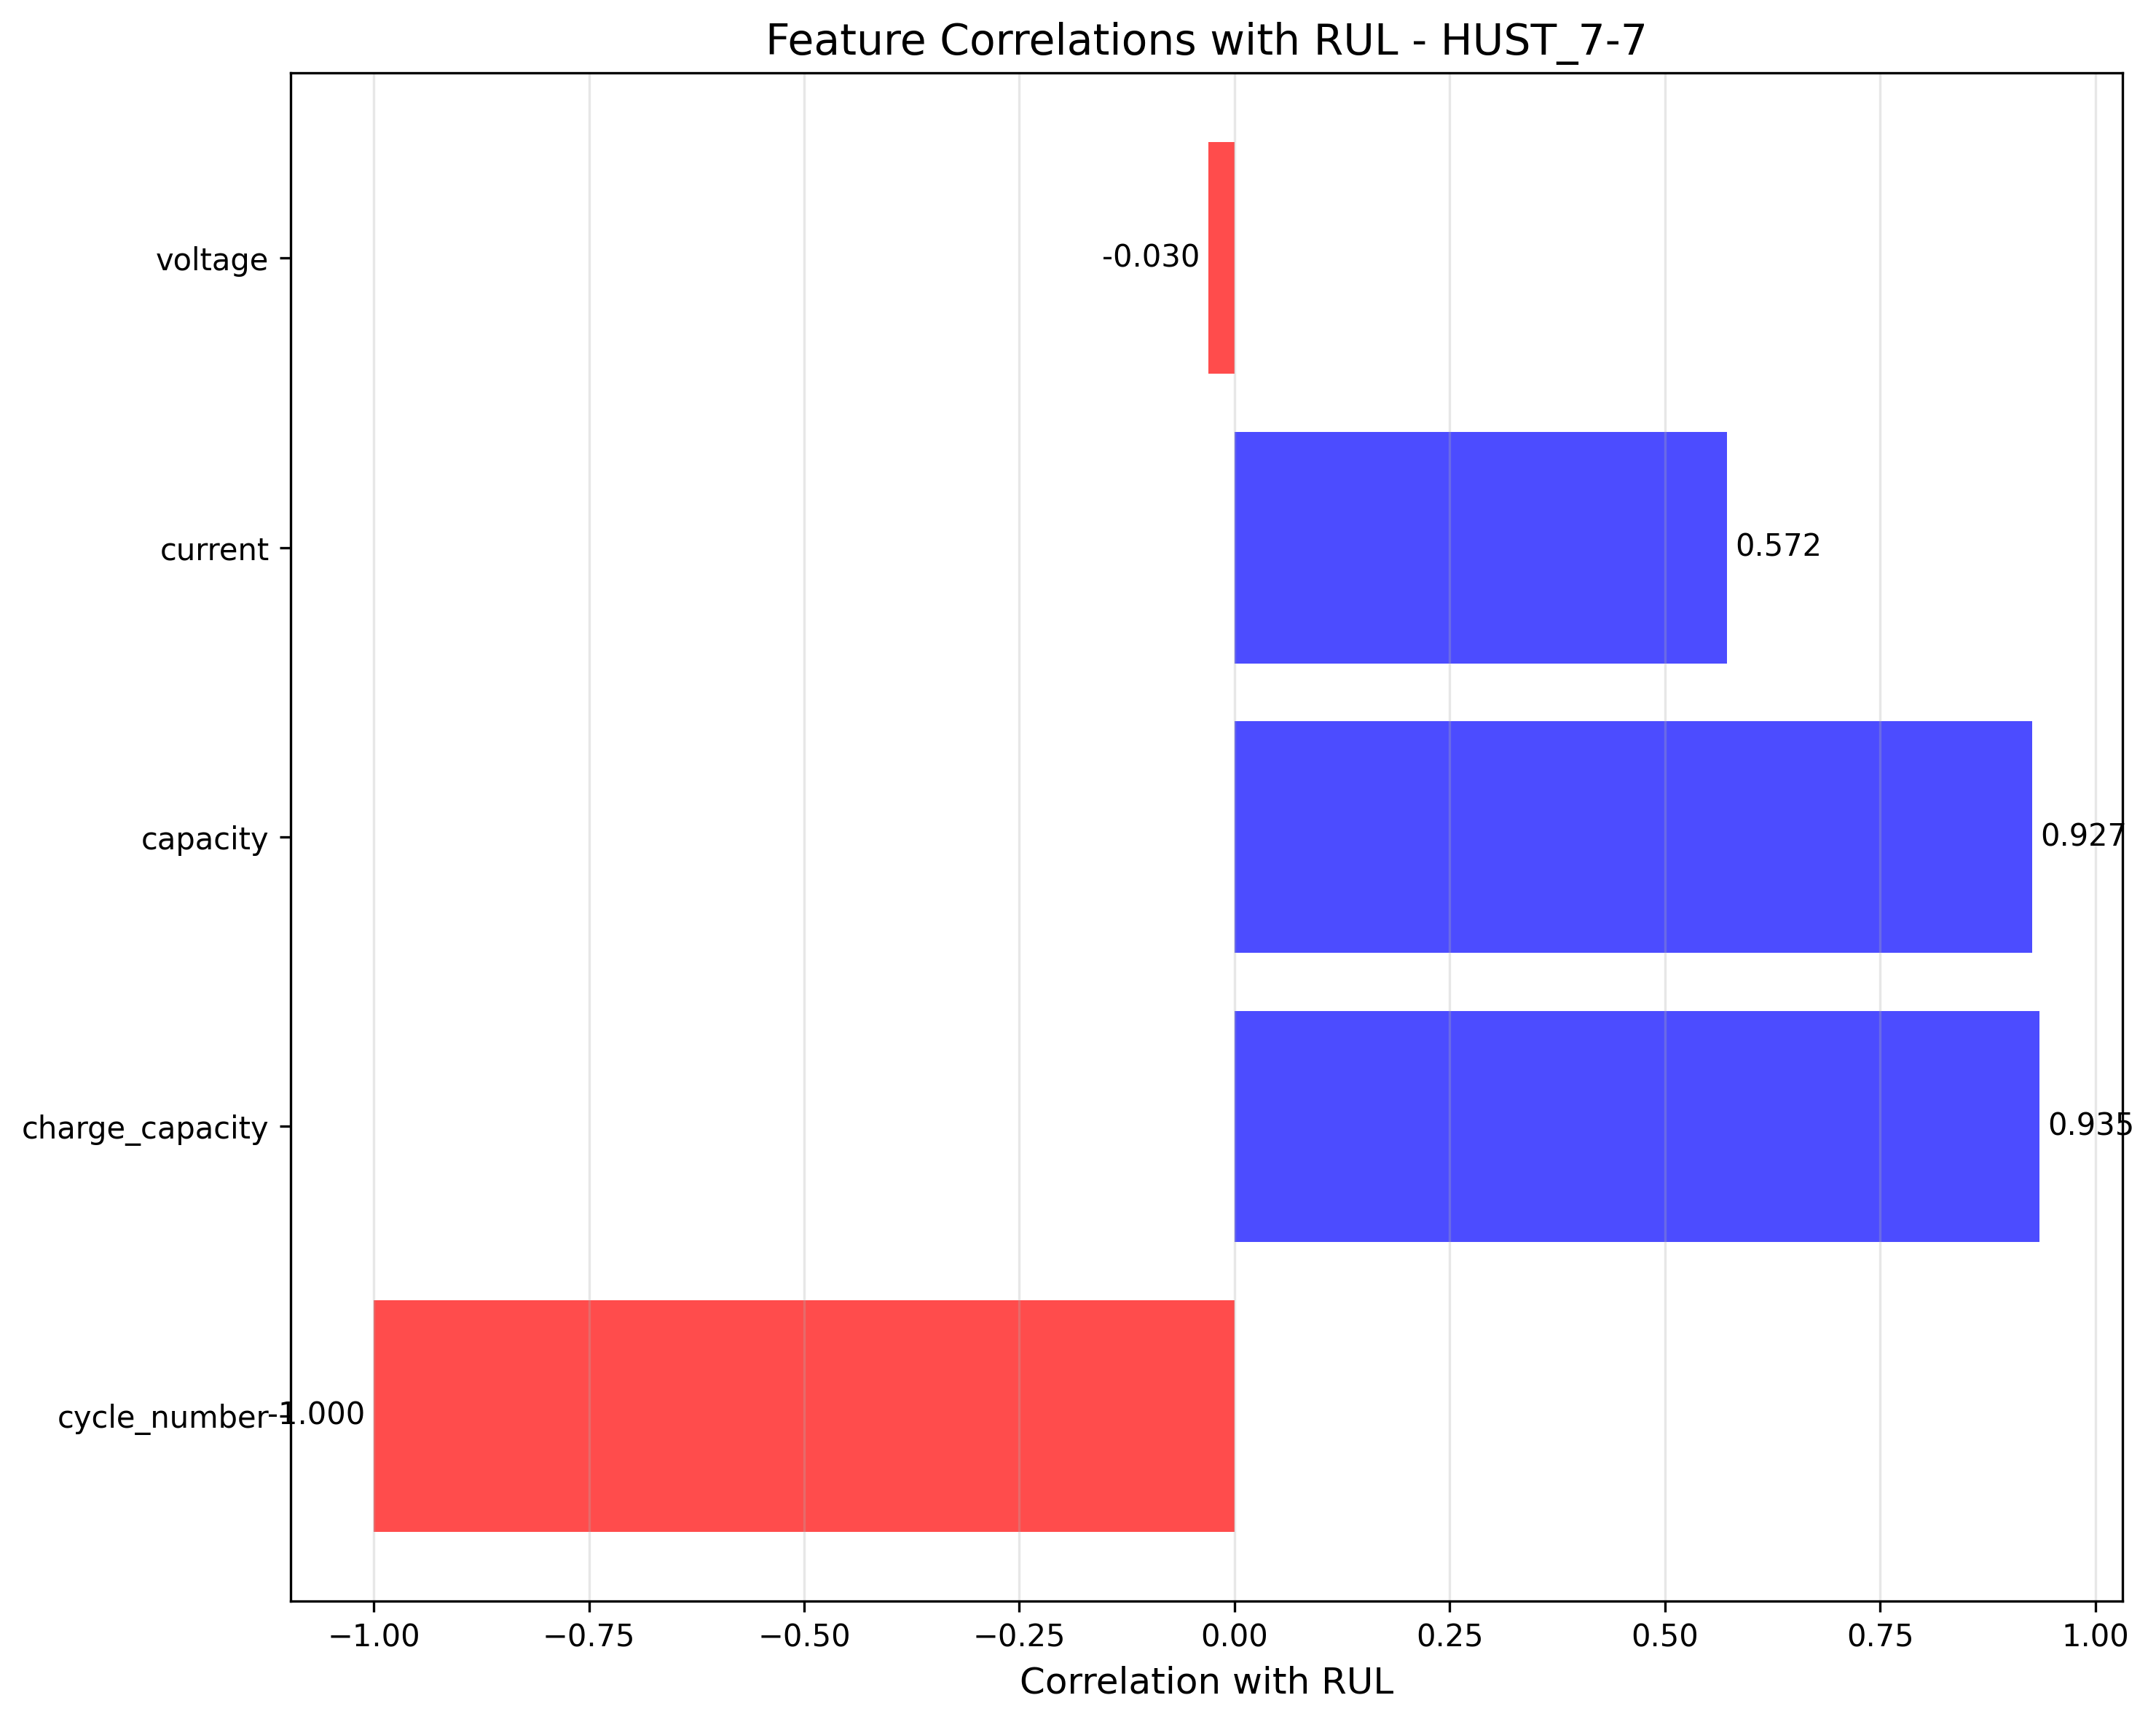 Feature Correlations with RUL - HUST_7-7
voltage
-0.030
current
0.572
capacity
0.927
charge_capacity
0.935
cycle_number
-1.000
−1.00
−0.75
−0.50
−0.25
0.00
0.25
0.50
0.75
1.00
Correlation with RUL